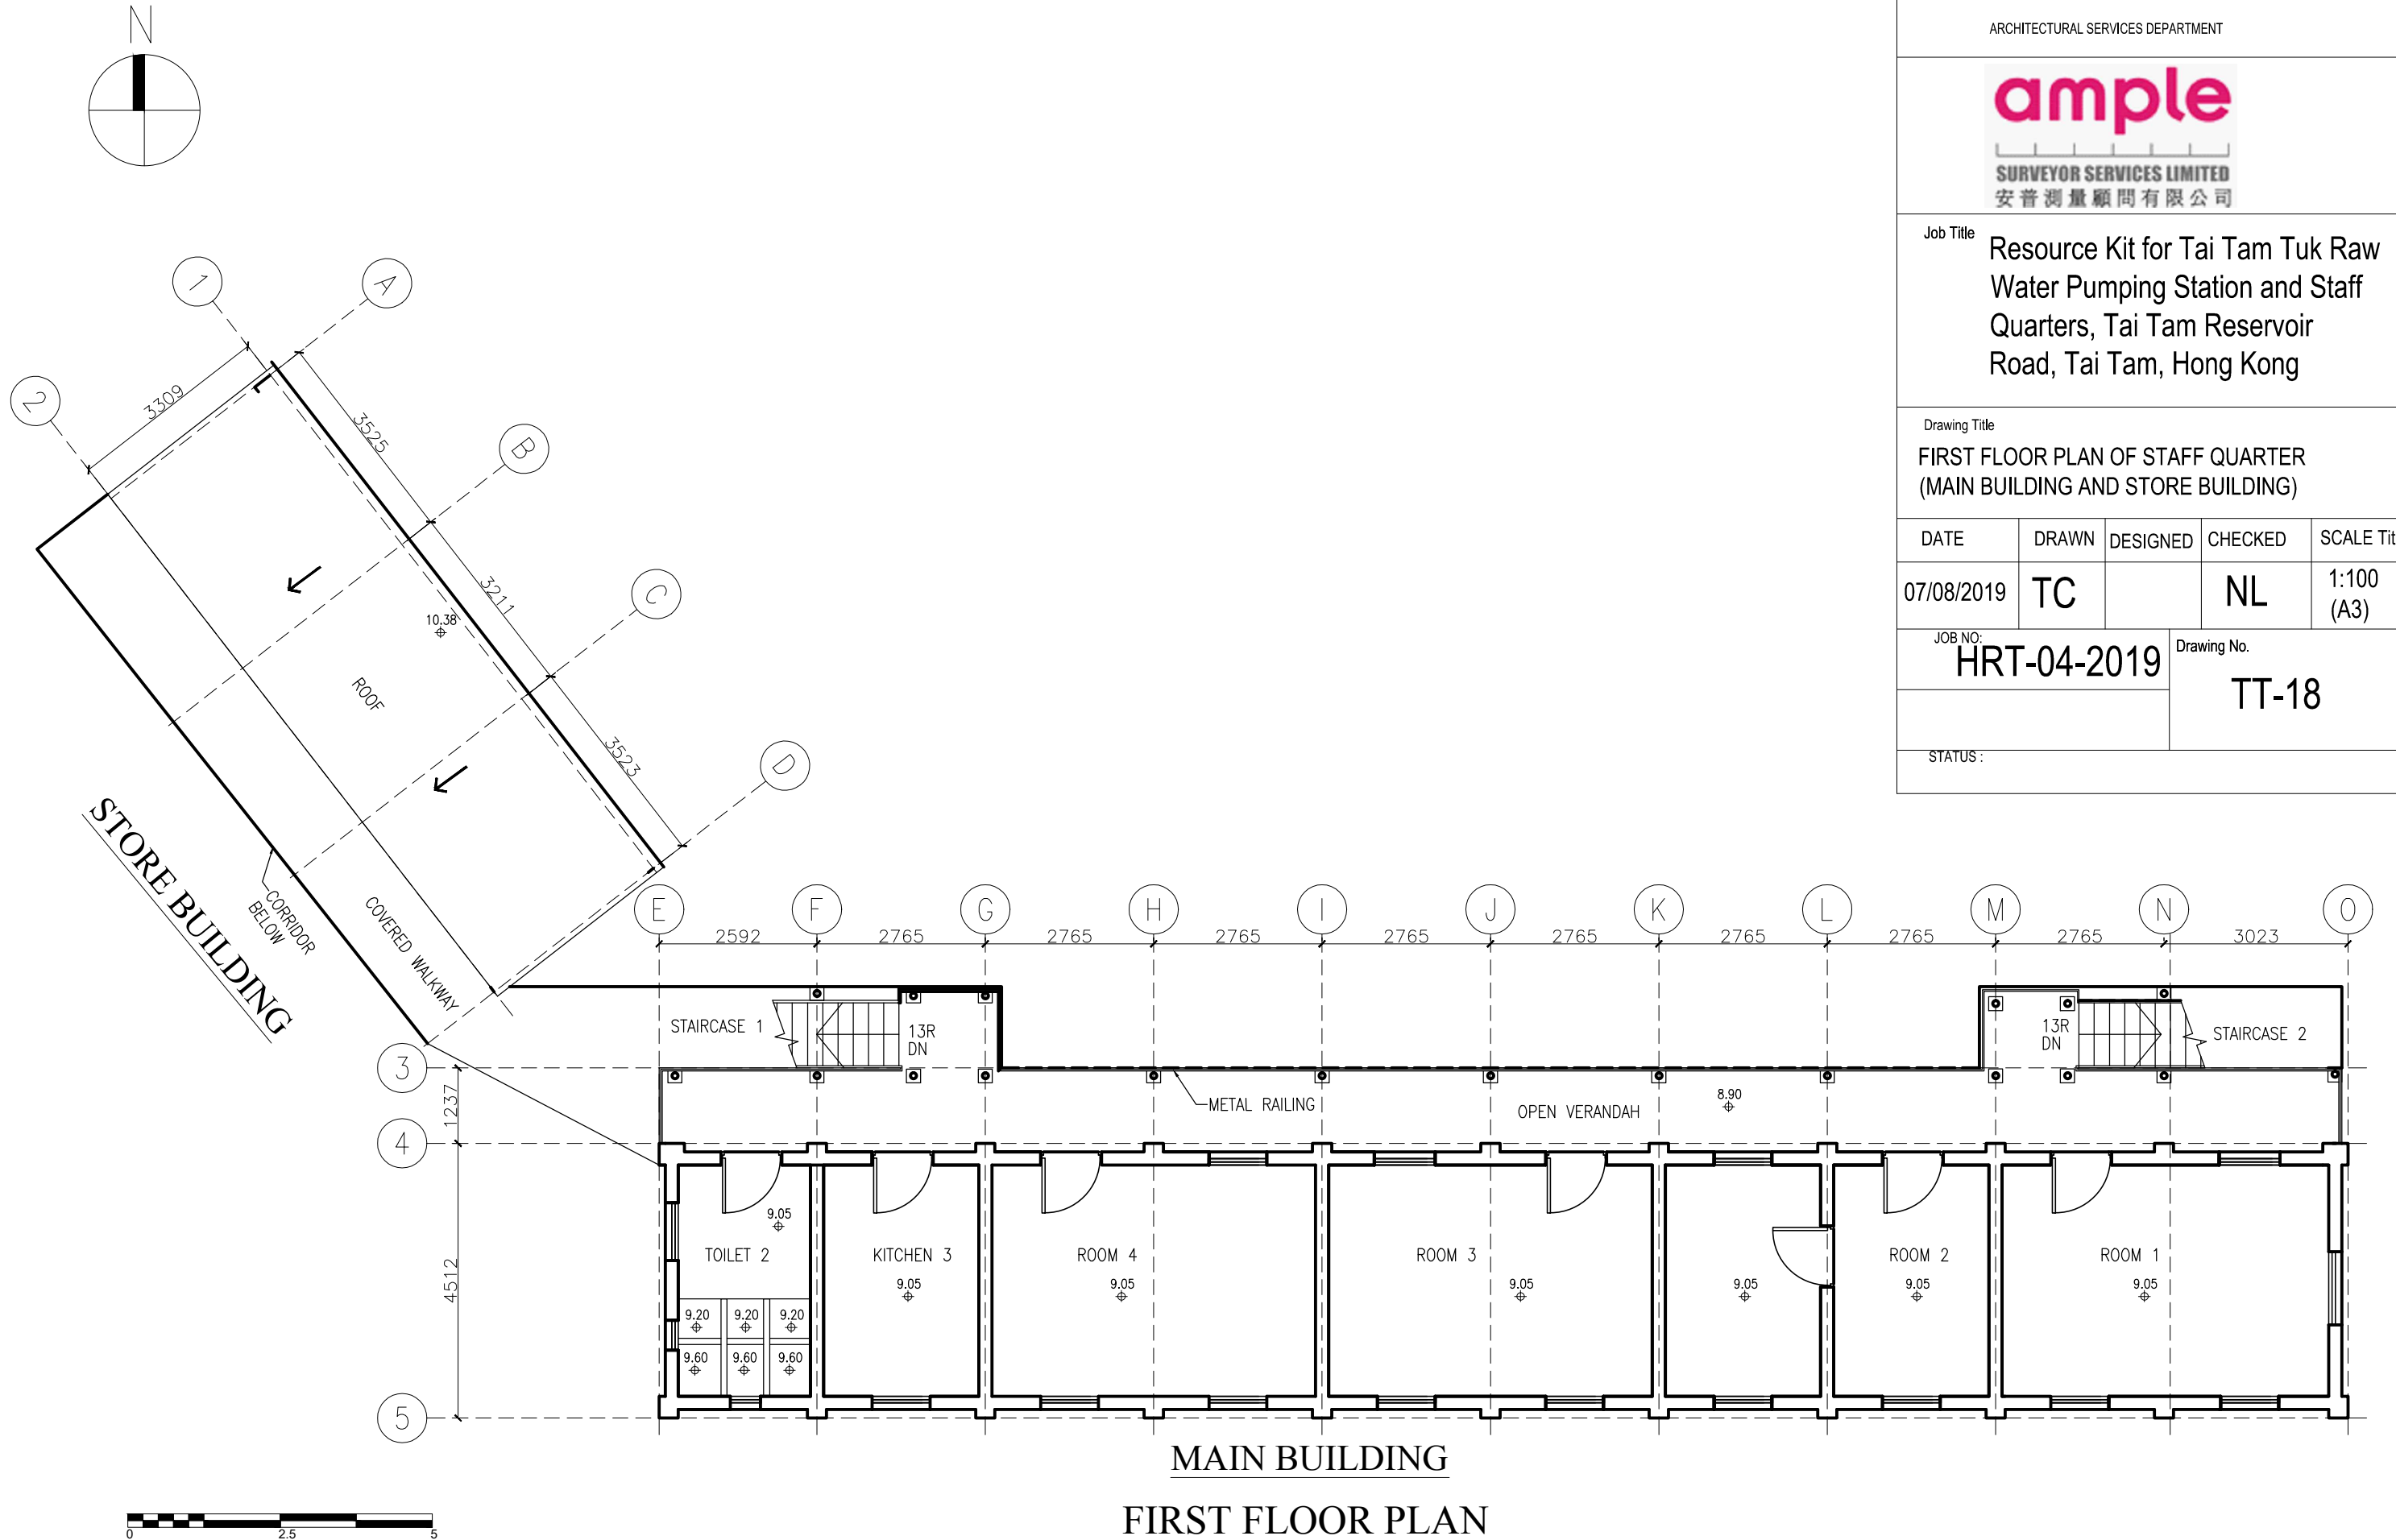 N
ARCHITECTURAL SERVICES DEPARTMENT
ample
SURVEYOR SERVICES LIMITED
安普測量顧問有限公司
Job Title
Resource Kit for Tai Tam Tuk Raw
Water Pumping Station and Staff
Quarters, Tai Tam Reservoir
Road, Tai Tam, Hong Kong
Drawing Title
FIRST FLOOR PLAN OF STAFF QUARTER
(MAIN BUILDING AND STORE BUILDING)
DATE DRAWN DESIGNED CHECKED SCALE Tit
07/08/2019 TC NL 1:100
(A3)
JOB NO:
HRT-04-2019
Drawing No.
TT-18
STATUS :
1
A
2
3309
3525
B
3211
C
10.38
ROOF
3523
D
STORE BUILDING
CORRIDOR
BELOW
COVERED WALKWAY
E F G H I J K L M N O
2592 2765 2765 2765 2765 2765 2765 2765 2765 3023
STAIRCASE 1
13R
DN
13R
DN
STAIRCASE 2
3
1237
METAL RAILING
OPEN VERANDAH
8.90
4
4512
9.05
TOILET 2
KITCHEN 3
9.05
ROOM 4
9.05
ROOM 3
9.05
9.05
ROOM 2
9.05
ROOM 1
9.05
9.20 9.20 9.20
9.60 9.60 9.60
5
MAIN BUILDING
FIRST FLOOR PLAN
0 2.5 5